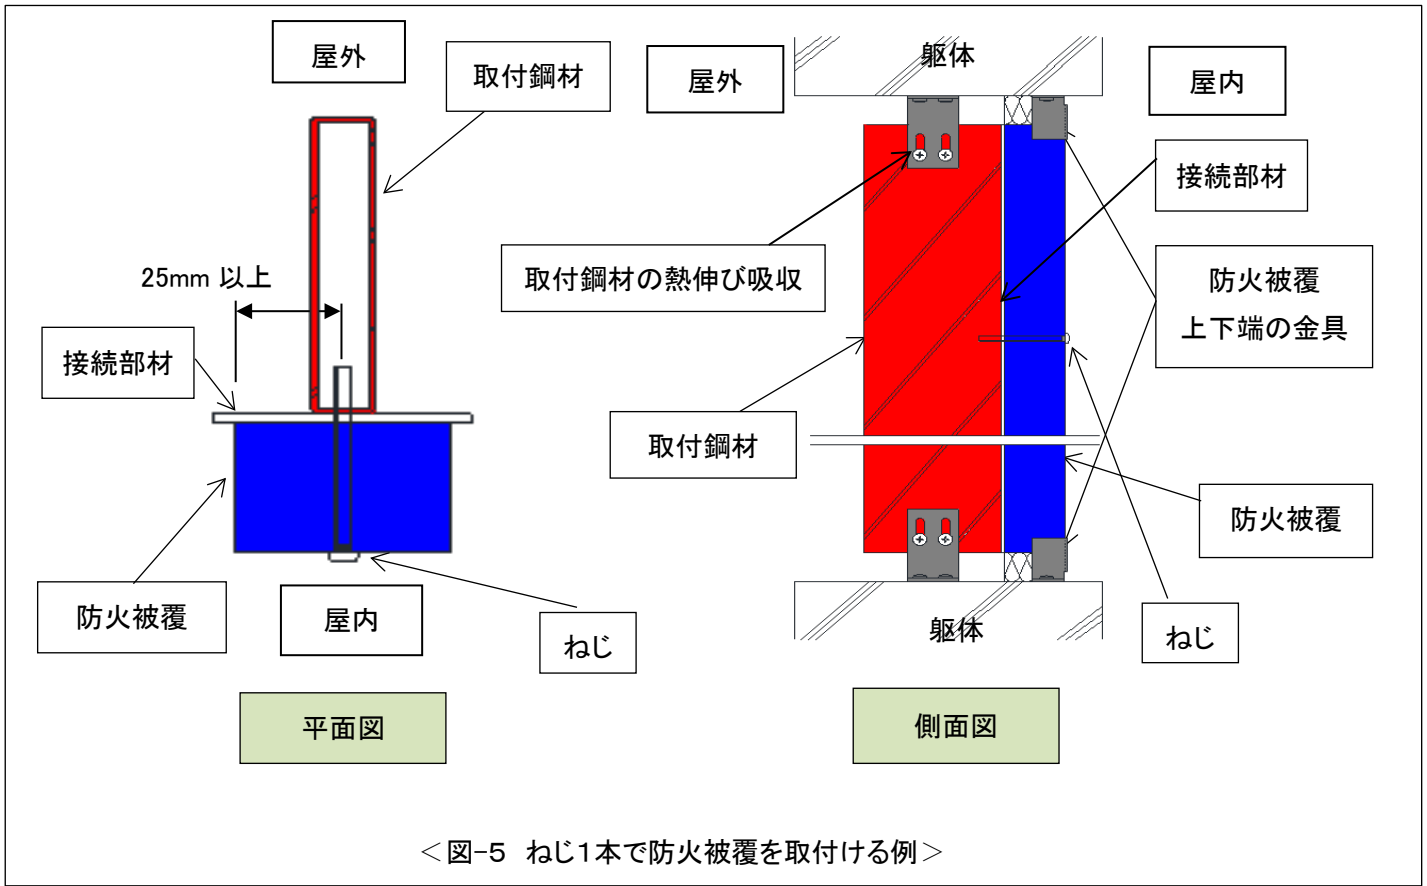 屋外
取付鋼材
25mm 以上
接続部材
防火被覆
屋内
ねじ
平面図
躯体
屋外
屋内
接続部材
取付鋼材の熱伸び吸収
防火被覆
上下端の金具
取付鋼材
防火被覆
躯体
ねじ
側面図
＜図-5 ねじ1本で防火被覆を取付ける例＞